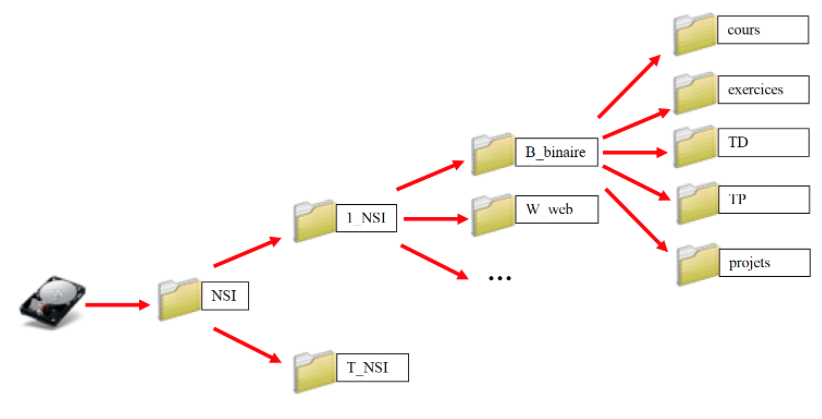 cours
exercices
B_binaire
TD
1_NSI
W_web
TP
...
projets
NSI
T_NSI